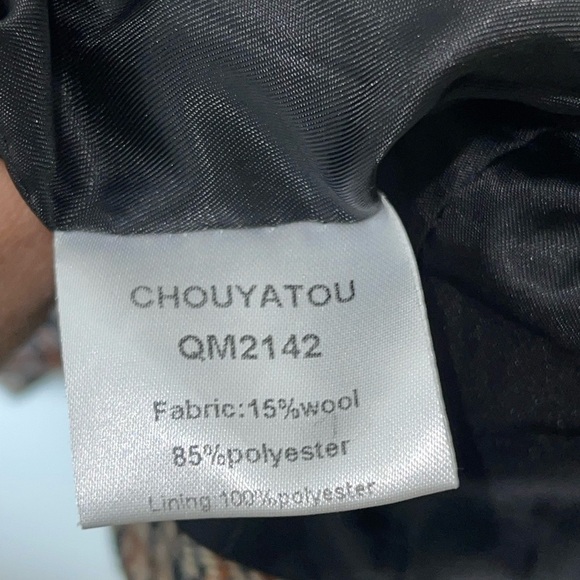 CHOUYATOU
QM2142
Fabric:15%wool
85%polyester
Lining 100%polyester